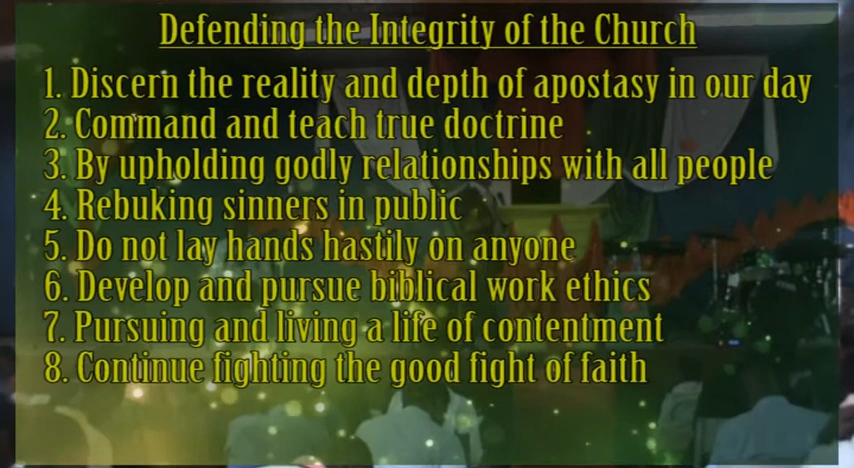 Defending the Integrity of the Church
1. Discern the reality and depth of apostasy in our day
2. Command and teach true doctrine
3. By upholding godly relationships with all people
4. Rebuking sinners in public
5. Do not lay hands hastily on anyone
6. Develop and pursue biblical work ethics
7. Pursuing and living a life of contentment
8. Continue fighting the good fight of faith